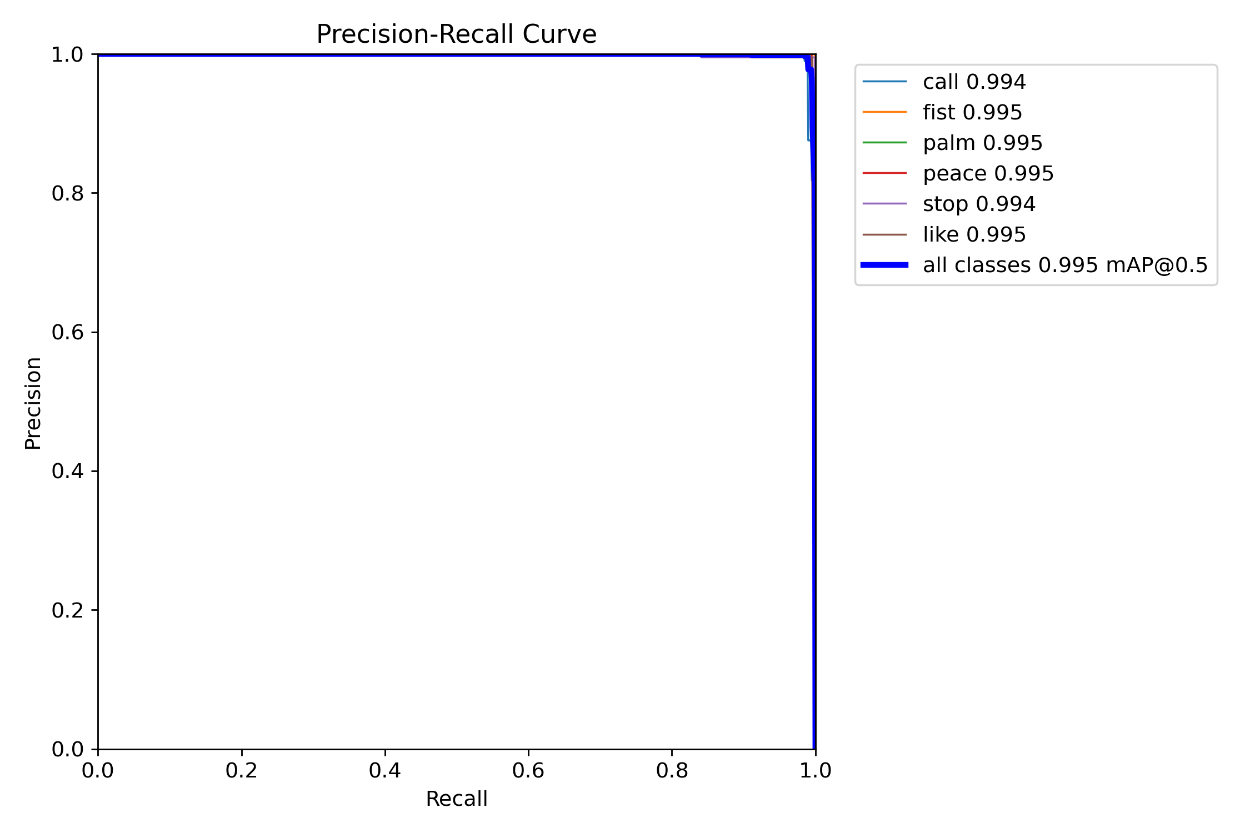 Precision-Recall Curve
1.0
0.8
0.6
0.4
0.2
0.0
Precision
0.0 0.2 0.4 0.6 0.8 1.0
Recall
call 0.994
fist 0.995
palm 0.995
peace 0.995
stop 0.994
like 0.995
all classes 0.995 mAP@0.5